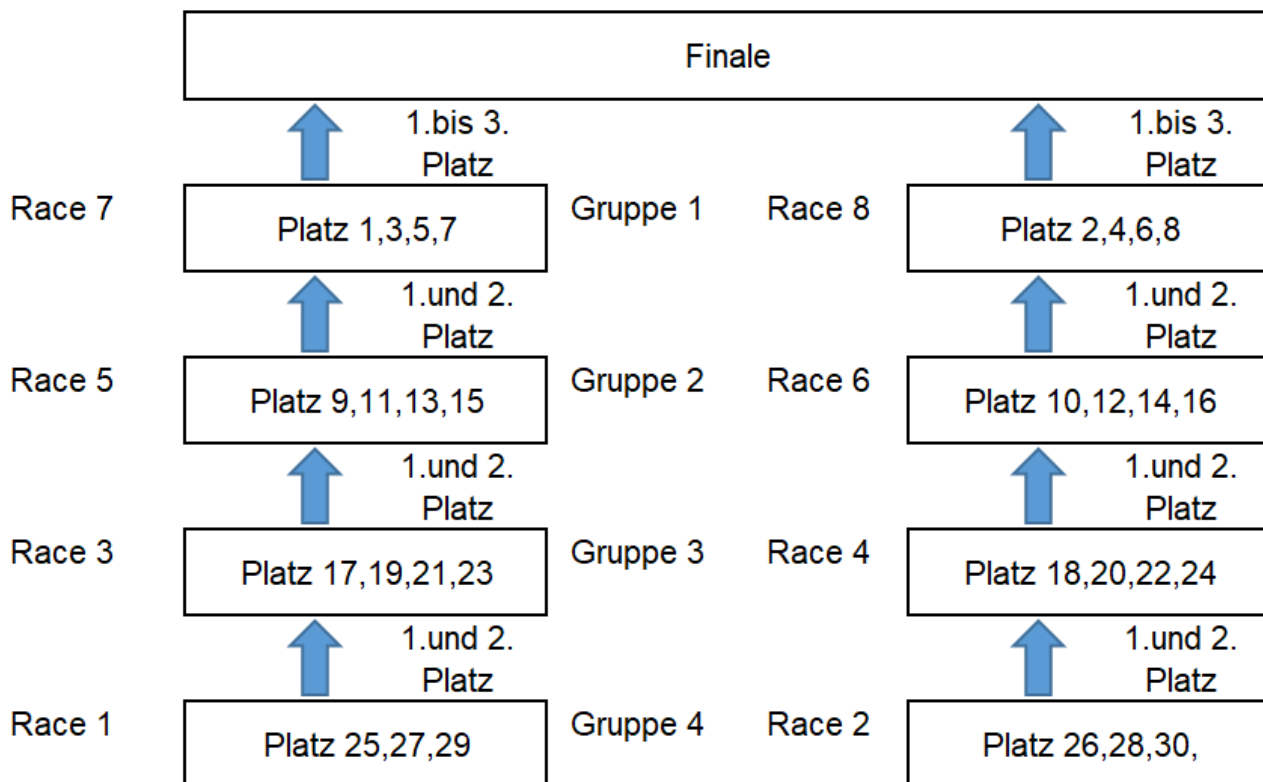 Finale
1.bis 3. 1.bis 3.
Platz Platz
Race 7 Platz 1,3,5,7 Gruppe 1 Race 8 Platz 2,4,6,8
1.und 2. 1.und 2.
Platz Platz
Race 5 Platz 9,11,13,15 Gruppe 2 Race 6 Platz 10,12,14,16
1.und 2. 1.und 2.
Platz Platz
Race 3 Platz 17,19,21,23 Gruppe 3 Race 4 Platz 18,20,22,24
1.und 2. 1.und 2.
Platz Platz
Race 1 Platz 25,27,29 Gruppe 4 Race 2 Platz 26,28,30,